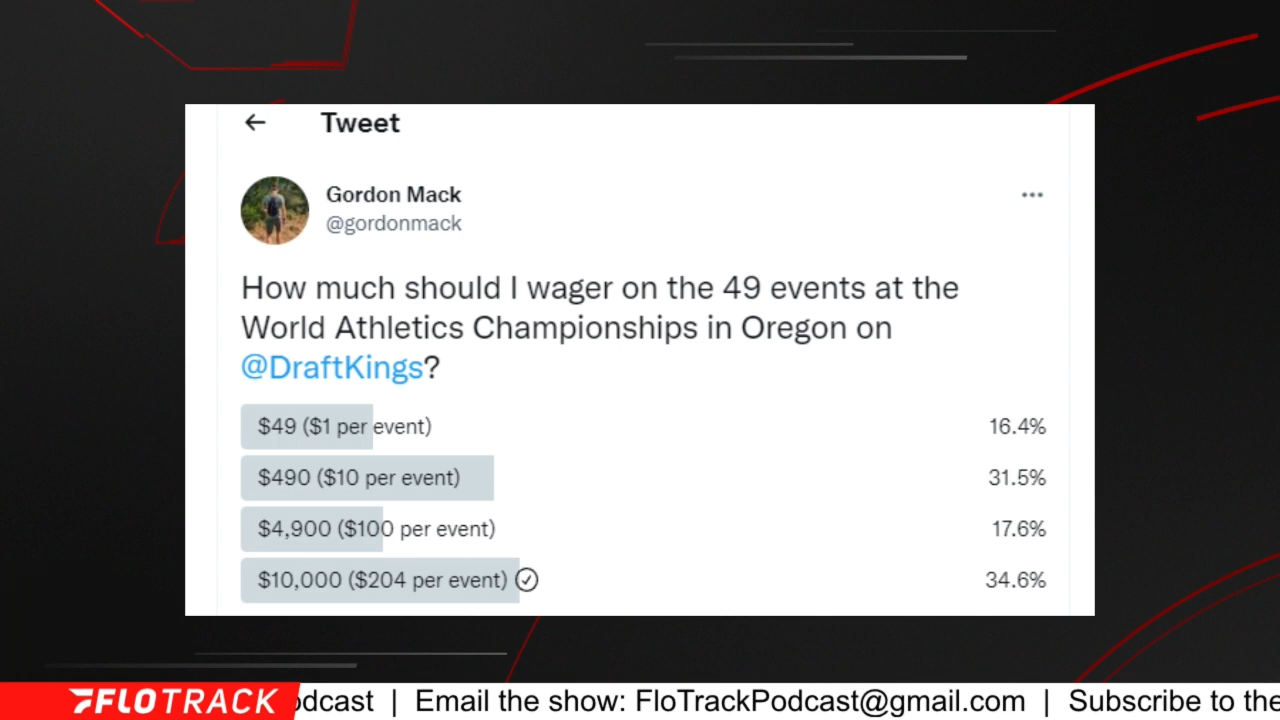 Tweet
Gordon Mack
@gordonmack
How much should I wager on the 49 events at the
World Athletics Championships in Oregon on
@DraftKings?
$49 ($1 per event) 16.4%
$490 ($10 per event) 31.5%
$4,900 ($100 per event) 17.6%
$10,000 ($204 per event) 34.6%
FLOTRACK odcast | Email the show: FloTrackPodcast@gmail.com | Subscribe to the